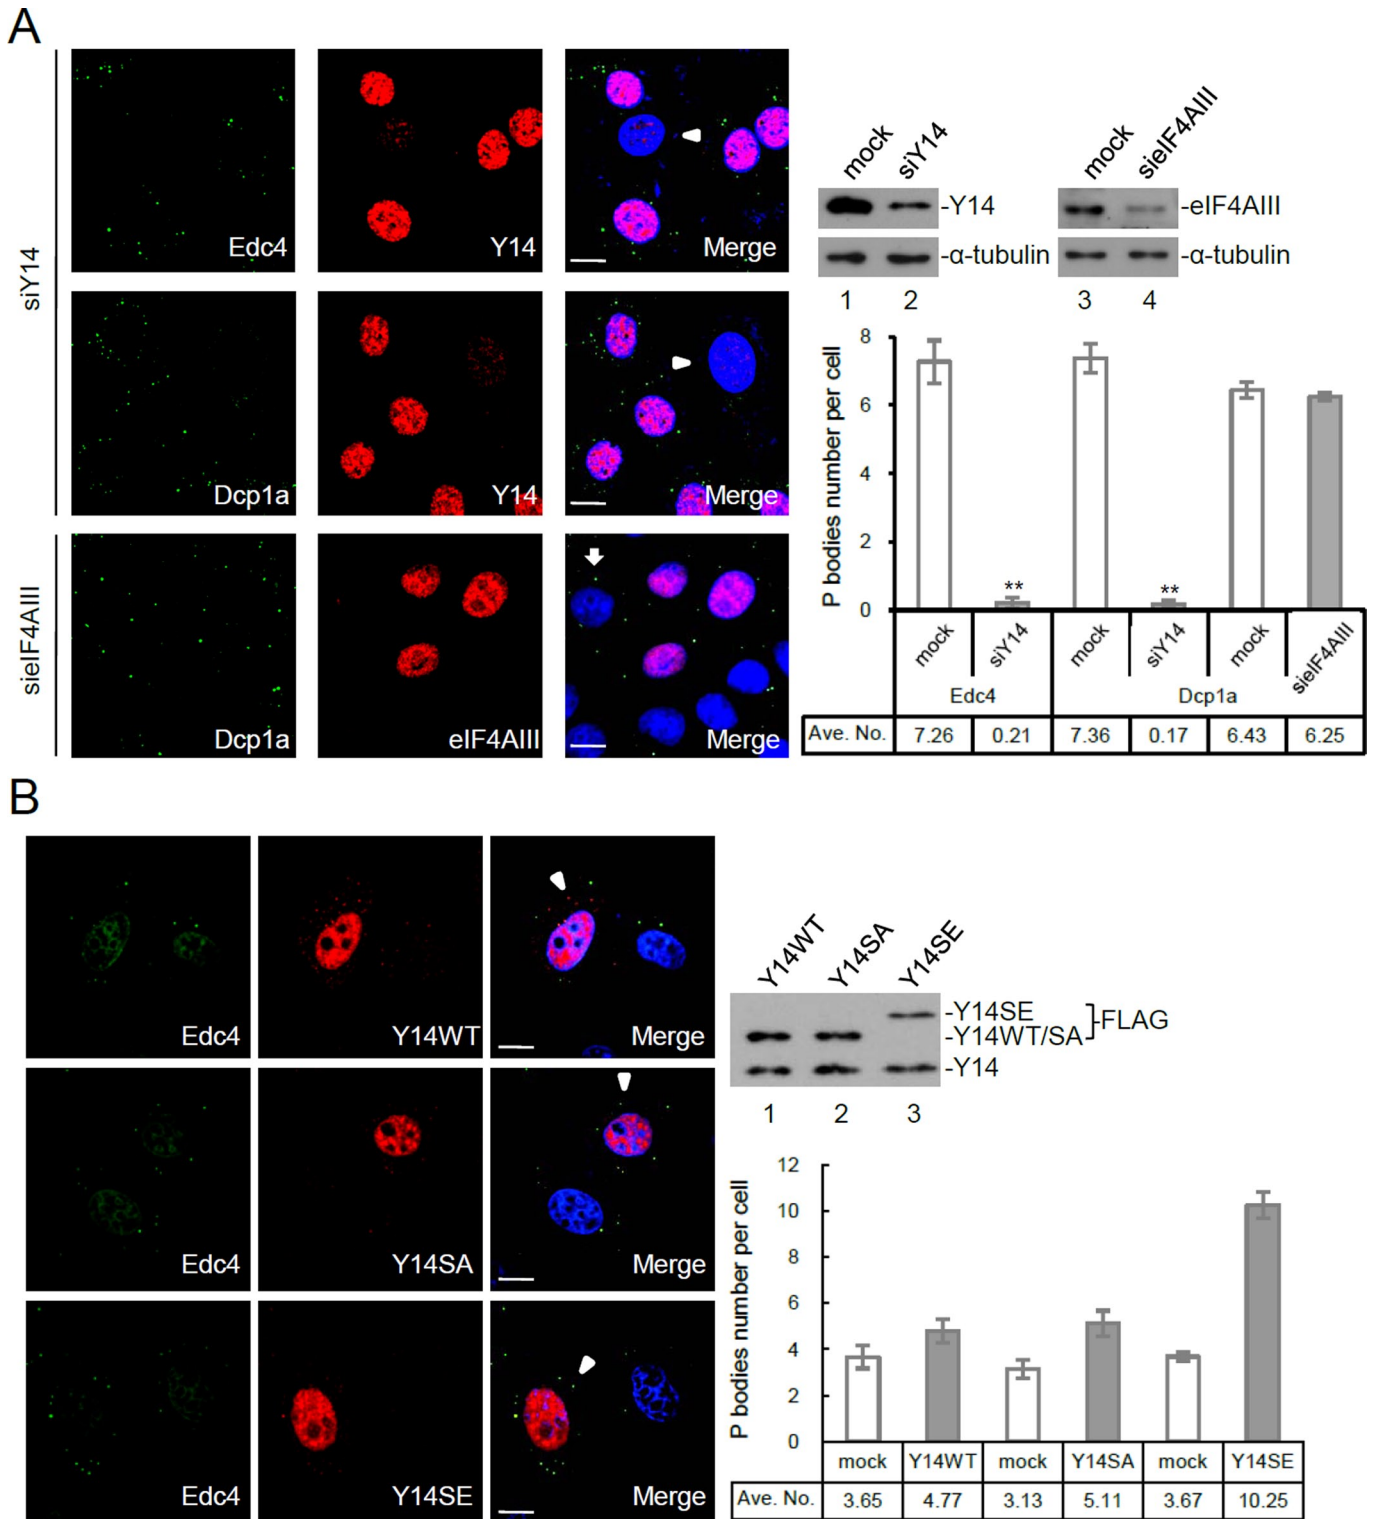 A
siY14
Edc4
Y14
Merge
Dcp1a
Y14
Merge
sieIF4AIII
Dcp1a
eIF4AIII
Merge
mock
siY14
mock
sieIF4AIII
-Y14
-eIF4AIII
-α-tubulin
-α-tubulin
1 2 3 4
P bodies number per cell
8
6
4
2
0
**
**
mock siY14 mock siY14 mock sieIF4AIII
Edc4 Dcp1a
Ave. No. 7.26 0.21 7.36 0.17 6.43 6.25
B
Edc4
Y14WT
Merge
Edc4
Y14SA
Merge
Edc4
Y14SE
Merge
Y14WT
Y14SA
Y14SE
-Y14SE
-Y14WT/SA
FLAG
-Y14
1 2 3
P bodies number per cell
12
10
8
6
4
2
0
mock Y14WT mock Y14SA mock Y14SE
Ave. No. 3.65 4.77 3.13 5.11 3.67 10.25